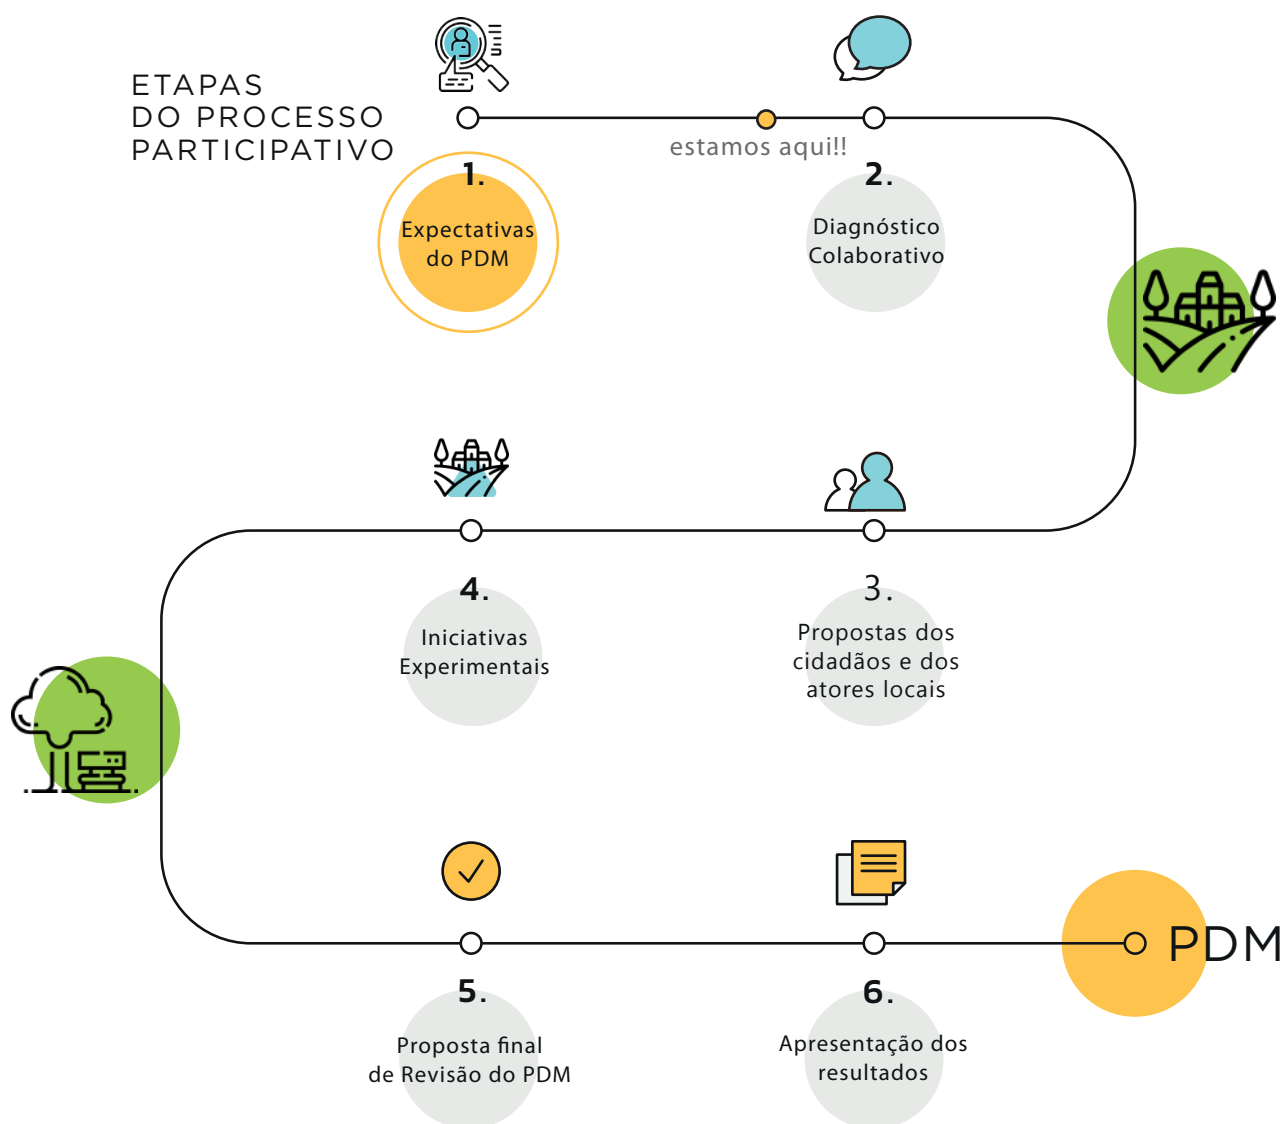 ETAPAS
DO PROCESSO
PARTICIPATIVO
estamos aqui!!
1.
Expectativas
do PDM
2.
Diagnóstico
Colaborativo
3.
Propostas dos
cidadãos e dos
atores locais
4.
Iniciativas
Experimentais
5.
Proposta final
de Revisão do PDM
6.
Apresentação dos
resultados
PDM